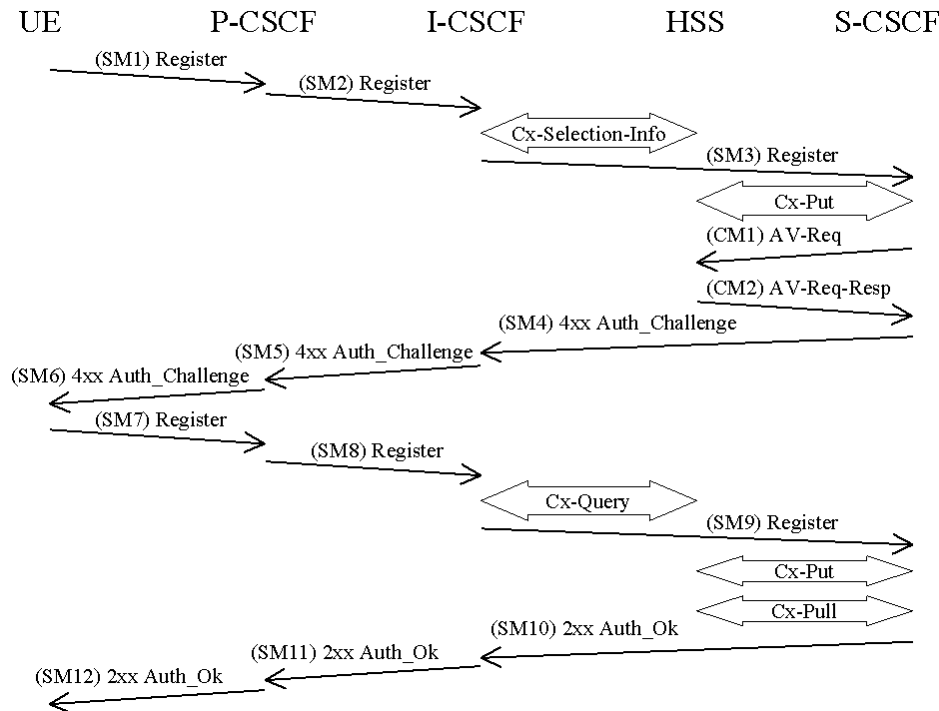 UE P-CSCF I-CSCF HSS S-CSCF
(SM1) Register
(SM2) Register
Cx-Selection-Info
(SM3) Register
Cx-Put
(CM1) AV-Req
(CM2) AV-Req-Resp
(SM4) 4xx Auth_Challenge
(SM5) 4xx Auth_Challenge
(SM6) 4xx Auth_Challenge
(SM7) Register
(SM8) Register
Cx-Query
(SM9) Register
Cx-Put
Cx-Pull
(SM10) 2xx Auth_Ok
(SM11) 2xx Auth_Ok
(SM12) 2xx Auth_Ok